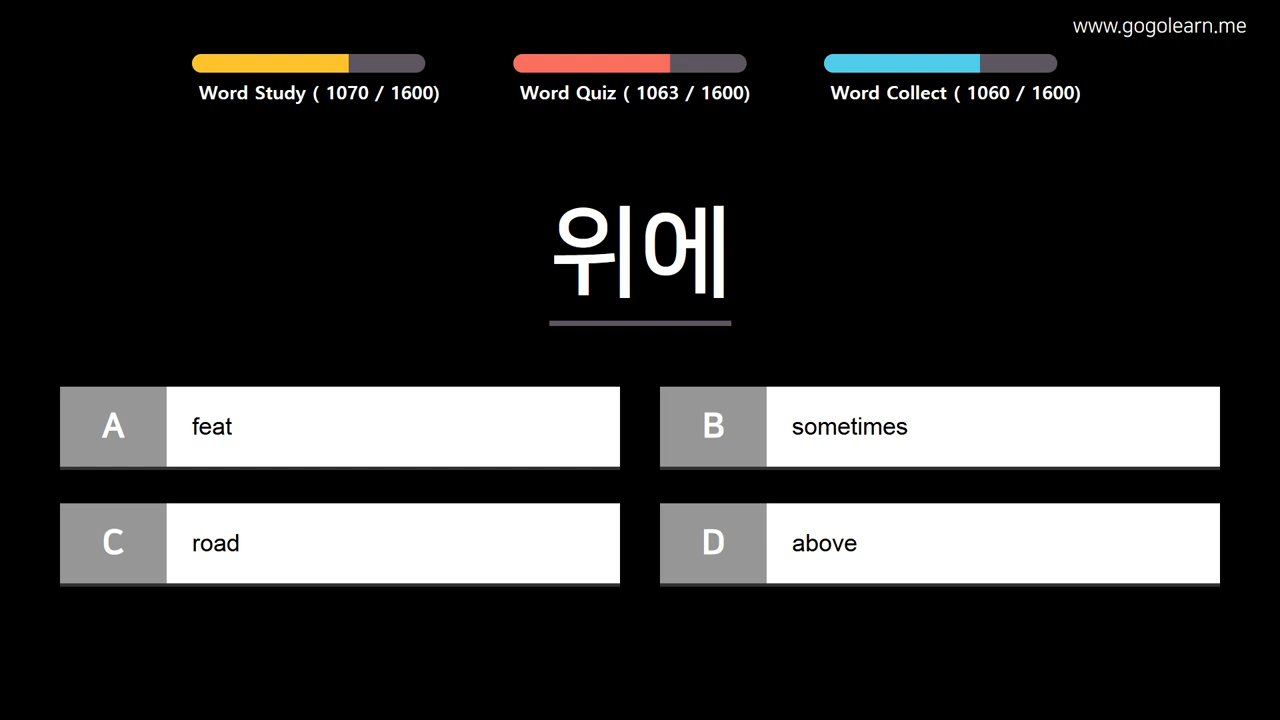 www.gogolearn.me
Word Study ( 1070 / 1600)
Word Quiz ( 1063 / 1600)
Word Collect ( 1060 / 1600)
위에
A feat
B sometimes
C road
D above